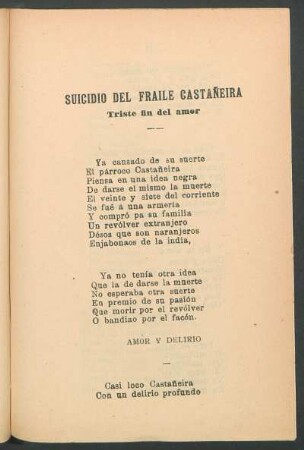 SUICIDIO DEL FRAILE CASTAÑEIRA
Triste fin del amor
Ya causado de su suerte
El párroco Castañeira
Piensa en una idea negra
De darse el mismo la muerte
El veinte y siete del corriente
Se fué á una armería
Y compró pa su familia
Un revólver extranjero
Désos que son naranjeros
Enjabonaos de la india,
Ya no tenía otra idea
Que la de darse la muerte
No esperaba otra suerte
En premio de su pasión
Que morir por el revólver
O bandiao por el facón.
AMOR Y DELIRIO
Casi loco Castañeira
Con un delirio profundo